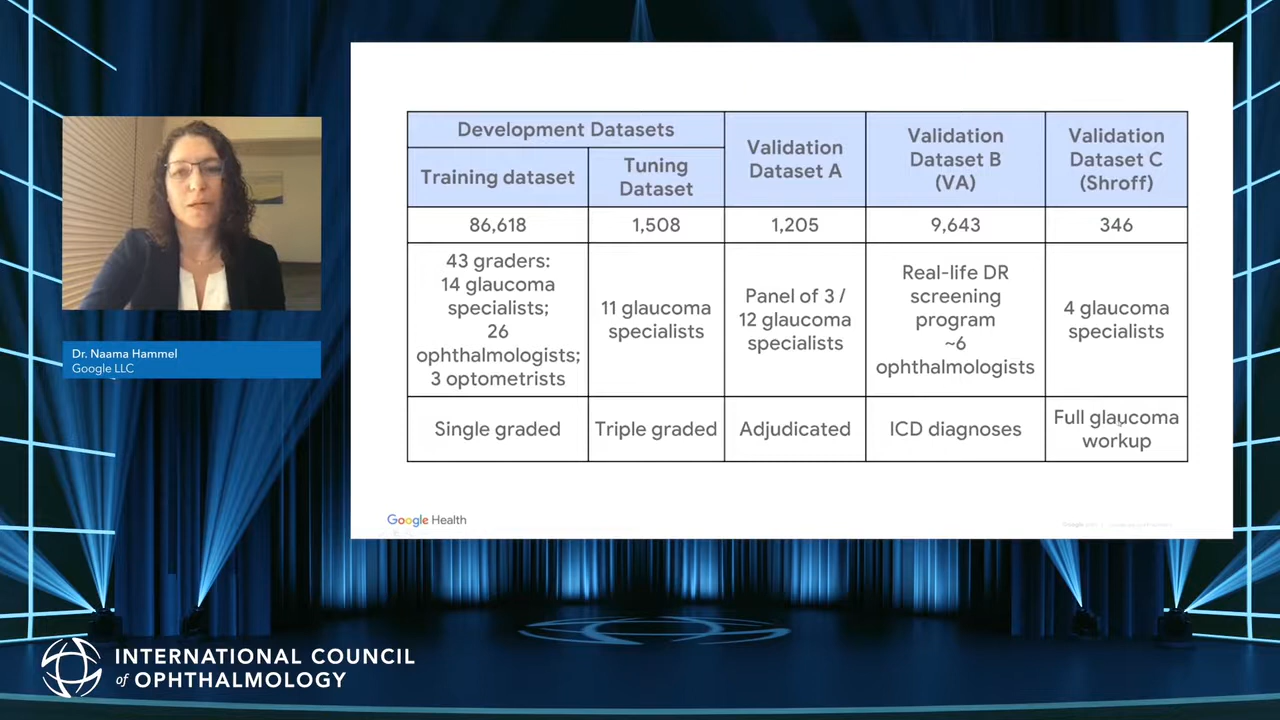 Dr. Naama Hammel
Google LLC
Development Datasets
Training dataset
Tuning
Dataset
Validation
Dataset A
Validation
Dataset B
(VA)
Validation
Dataset C
(Shroff)
86,618
1,508
1,205
9,643
346
43 graders:
14 glaucoma
specialists;
26
ophthalmologists;
3 optometrists
11 glaucoma
specialists
Panel of 3 /
12 glaucoma
specialists
Real-life DR
screening
program
~6
ophthalmologists
4 glaucoma
specialists
Single graded
Triple graded
Adjudicated
ICD diagnoses
Full glaucoma
workup
Google Health
INTERNATIONAL COUNCIL
of OPHTHALMOLOGY